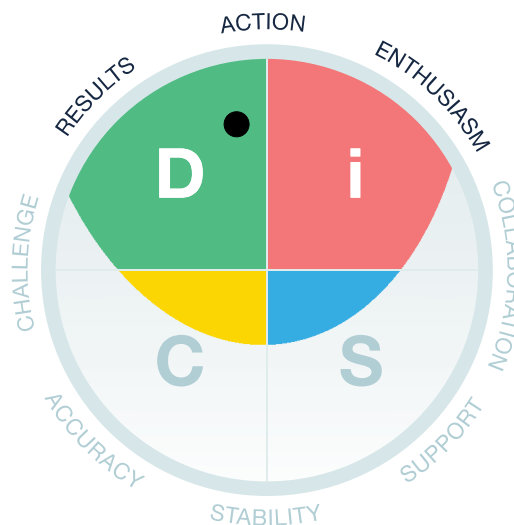 ACTION
RESULTS
ENTHUSIASM
D
i
CHALLENGE
COLLABORATION
C
S
ACCURACY
SUPPORT
STABILITY